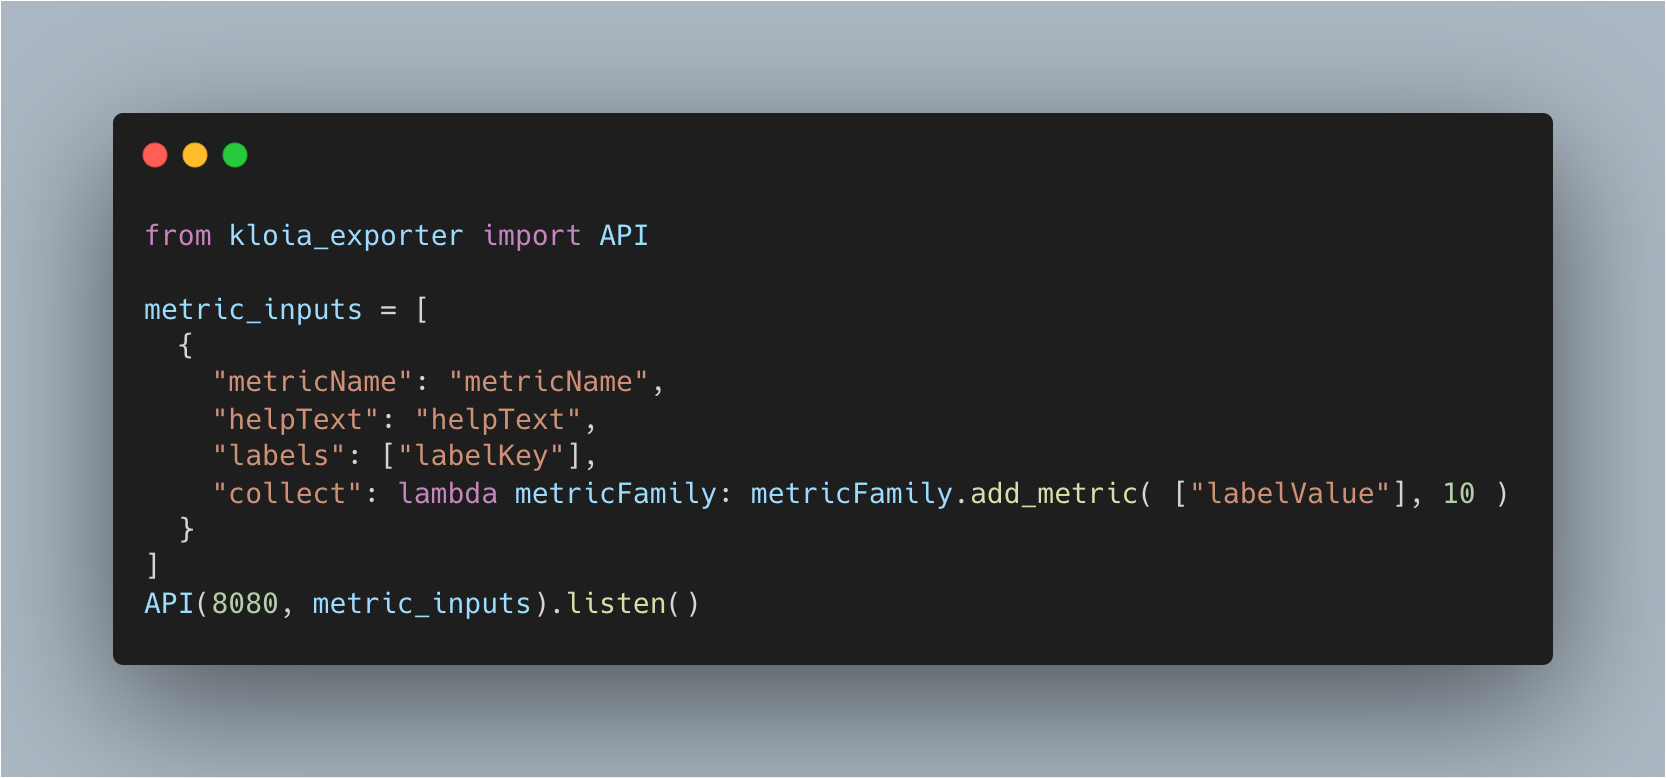 from kloia_exporter import API
metric_inputs = [
  {
    "metricName": "metricName",
    "helpText": "helpText",
    "labels": ["labelKey"],
    "collect": lambda metricFamily: metricFamily.add_metric( ["labelValue"], 10 )
  }
]
API(8080, metric_inputs).listen()